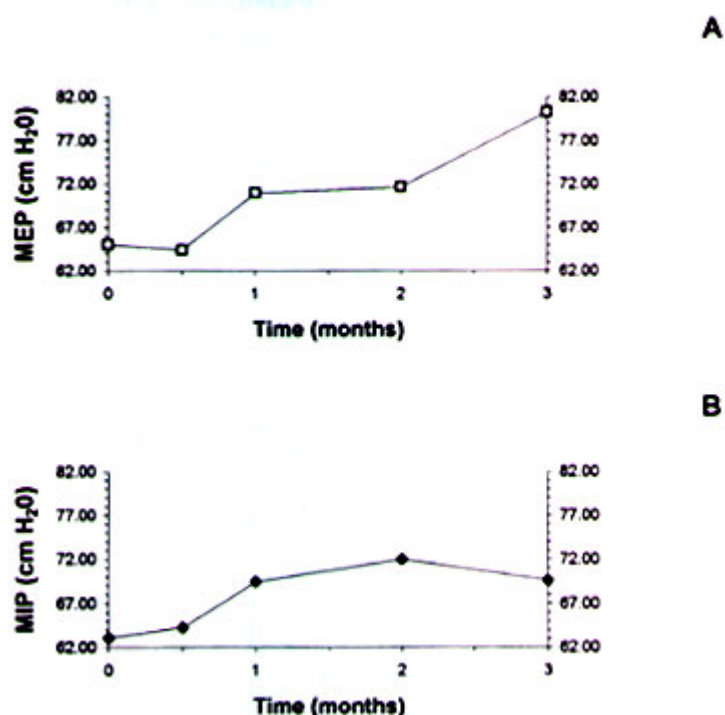 A
MEP (cm H₂0)
82.00 82.00
77.00 77.00
72.00 72.00
67.00 67.00
62.00 62.00
0 1 2 3
Time (months)
B
MIP (cm H₂0)
82.00 82.00
77.00 77.00
72.00 72.00
67.00 67.00
62.00 62.00
0 1 2 3
Time (months)